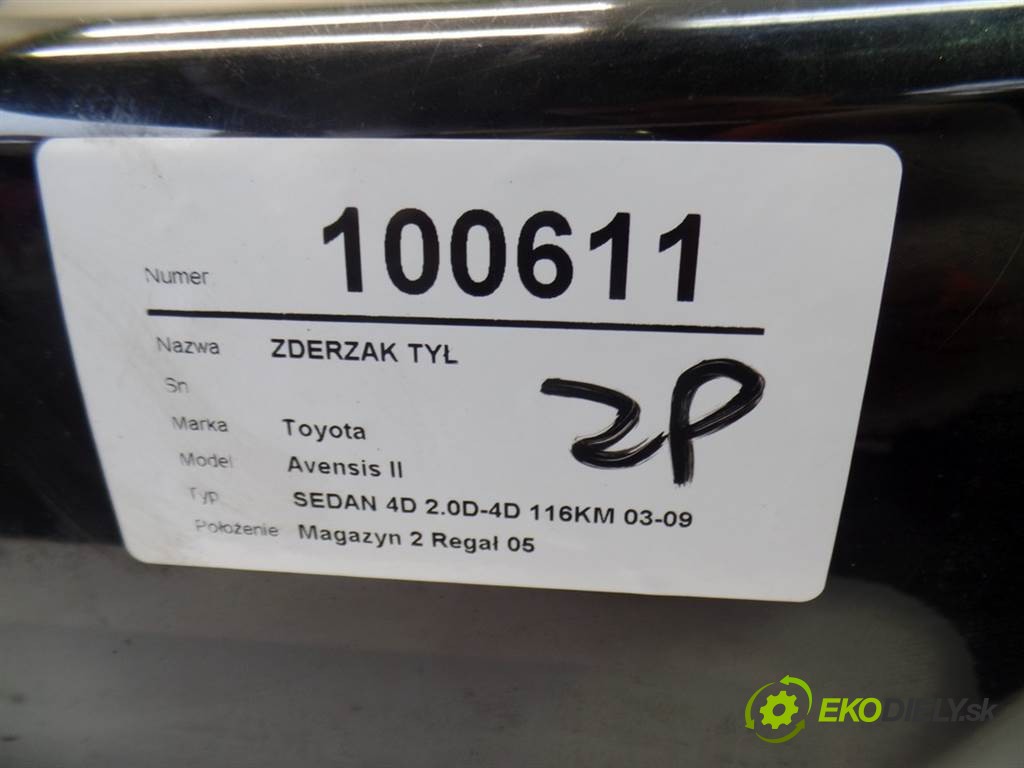 Numer 100611
Nazwa ZDERZAK TYŁ
Sn
Marka Toyota
Model Avensis II
Typ SEDAN 4D 2.0D-4D 116KM 03-09
Położenie Magazyn 2 Regał 05
ZP
EKODIELY.sk